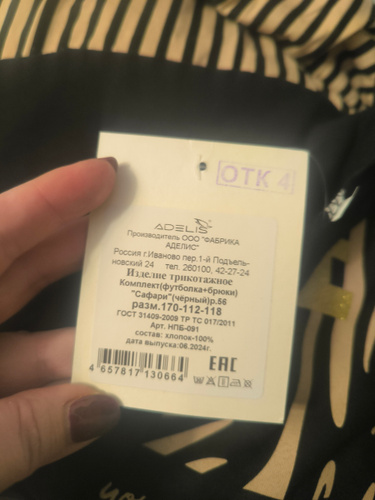 ОТК 4
ADELIS
Производитель ООО "ФАБРИКА
АДЕЛИС"
Россия г.Иваново пер.1-й Подъель-
новский 24 тел. 260100, 42-27-24
Изделие трикотажное
Комплект(футболка+брюки)
"Сафари"(чёрный)р.56
разм.170-112-118
ГОСТ 31409-2009 ТР ТС 017/2011
Арт. НПБ-091
состав: хлопок-100%
дата выпуска:06.2024г.
4 657817 130664
EAC